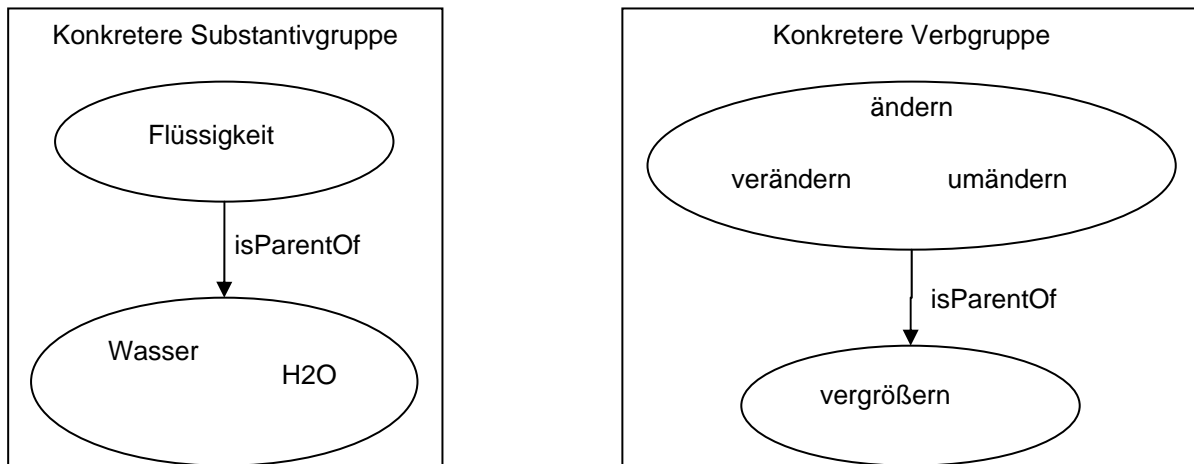 Konkretere Substantivgruppe
Flüssigkeit
isParentOf
Wasser
H2O
Konkretere Verbgruppe
ändern
verändern
umändern
isParentOf
vergrößern